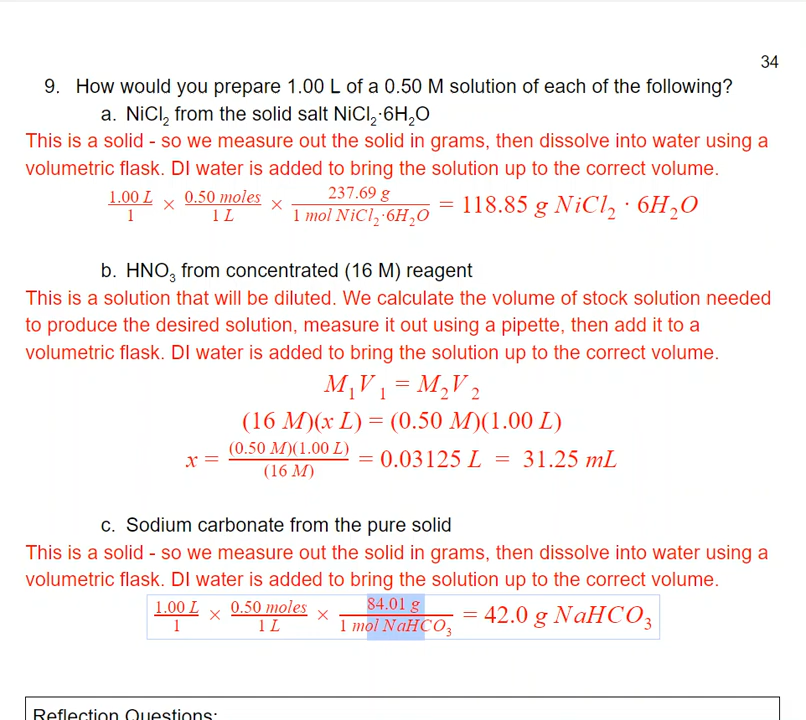 34
9. How would you prepare 1.00 L of a 0.50 M solution of each of the following?
a. NiCl₂ from the solid salt NiCl₂·6H₂O
This is a solid - so we measure out the solid in grams, then dissolve into water using a
volumetric flask. DI water is added to bring the solution up to the correct volume.
1.00 L / 1 × 0.50 moles / 1 L × 237.69 g / 1 mol NiCl₂·6H₂O = 118.85 g NiCl₂ · 6H₂O
b. HNO₃ from concentrated (16 M) reagent
This is a solution that will be diluted. We calculate the volume of stock solution needed
to produce the desired solution, measure it out using a pipette, then add it to a
volumetric flask. DI water is added to bring the solution up to the correct volume.
M₁V₁ = M₂V₂
(16 M)(x L) = (0.50 M)(1.00 L)
x = (0.50 M)(1.00 L) / (16 M) = 0.03125 L = 31.25 mL
c. Sodium carbonate from the pure solid
This is a solid - so we measure out the solid in grams, then dissolve into water using a
volumetric flask. DI water is added to bring the solution up to the correct volume.
1.00 L / 1 × 0.50 moles / 1 L × 84.01 g / 1 mol NaHCO₃ = 42.0 g NaHCO₃
Reflection Questions: